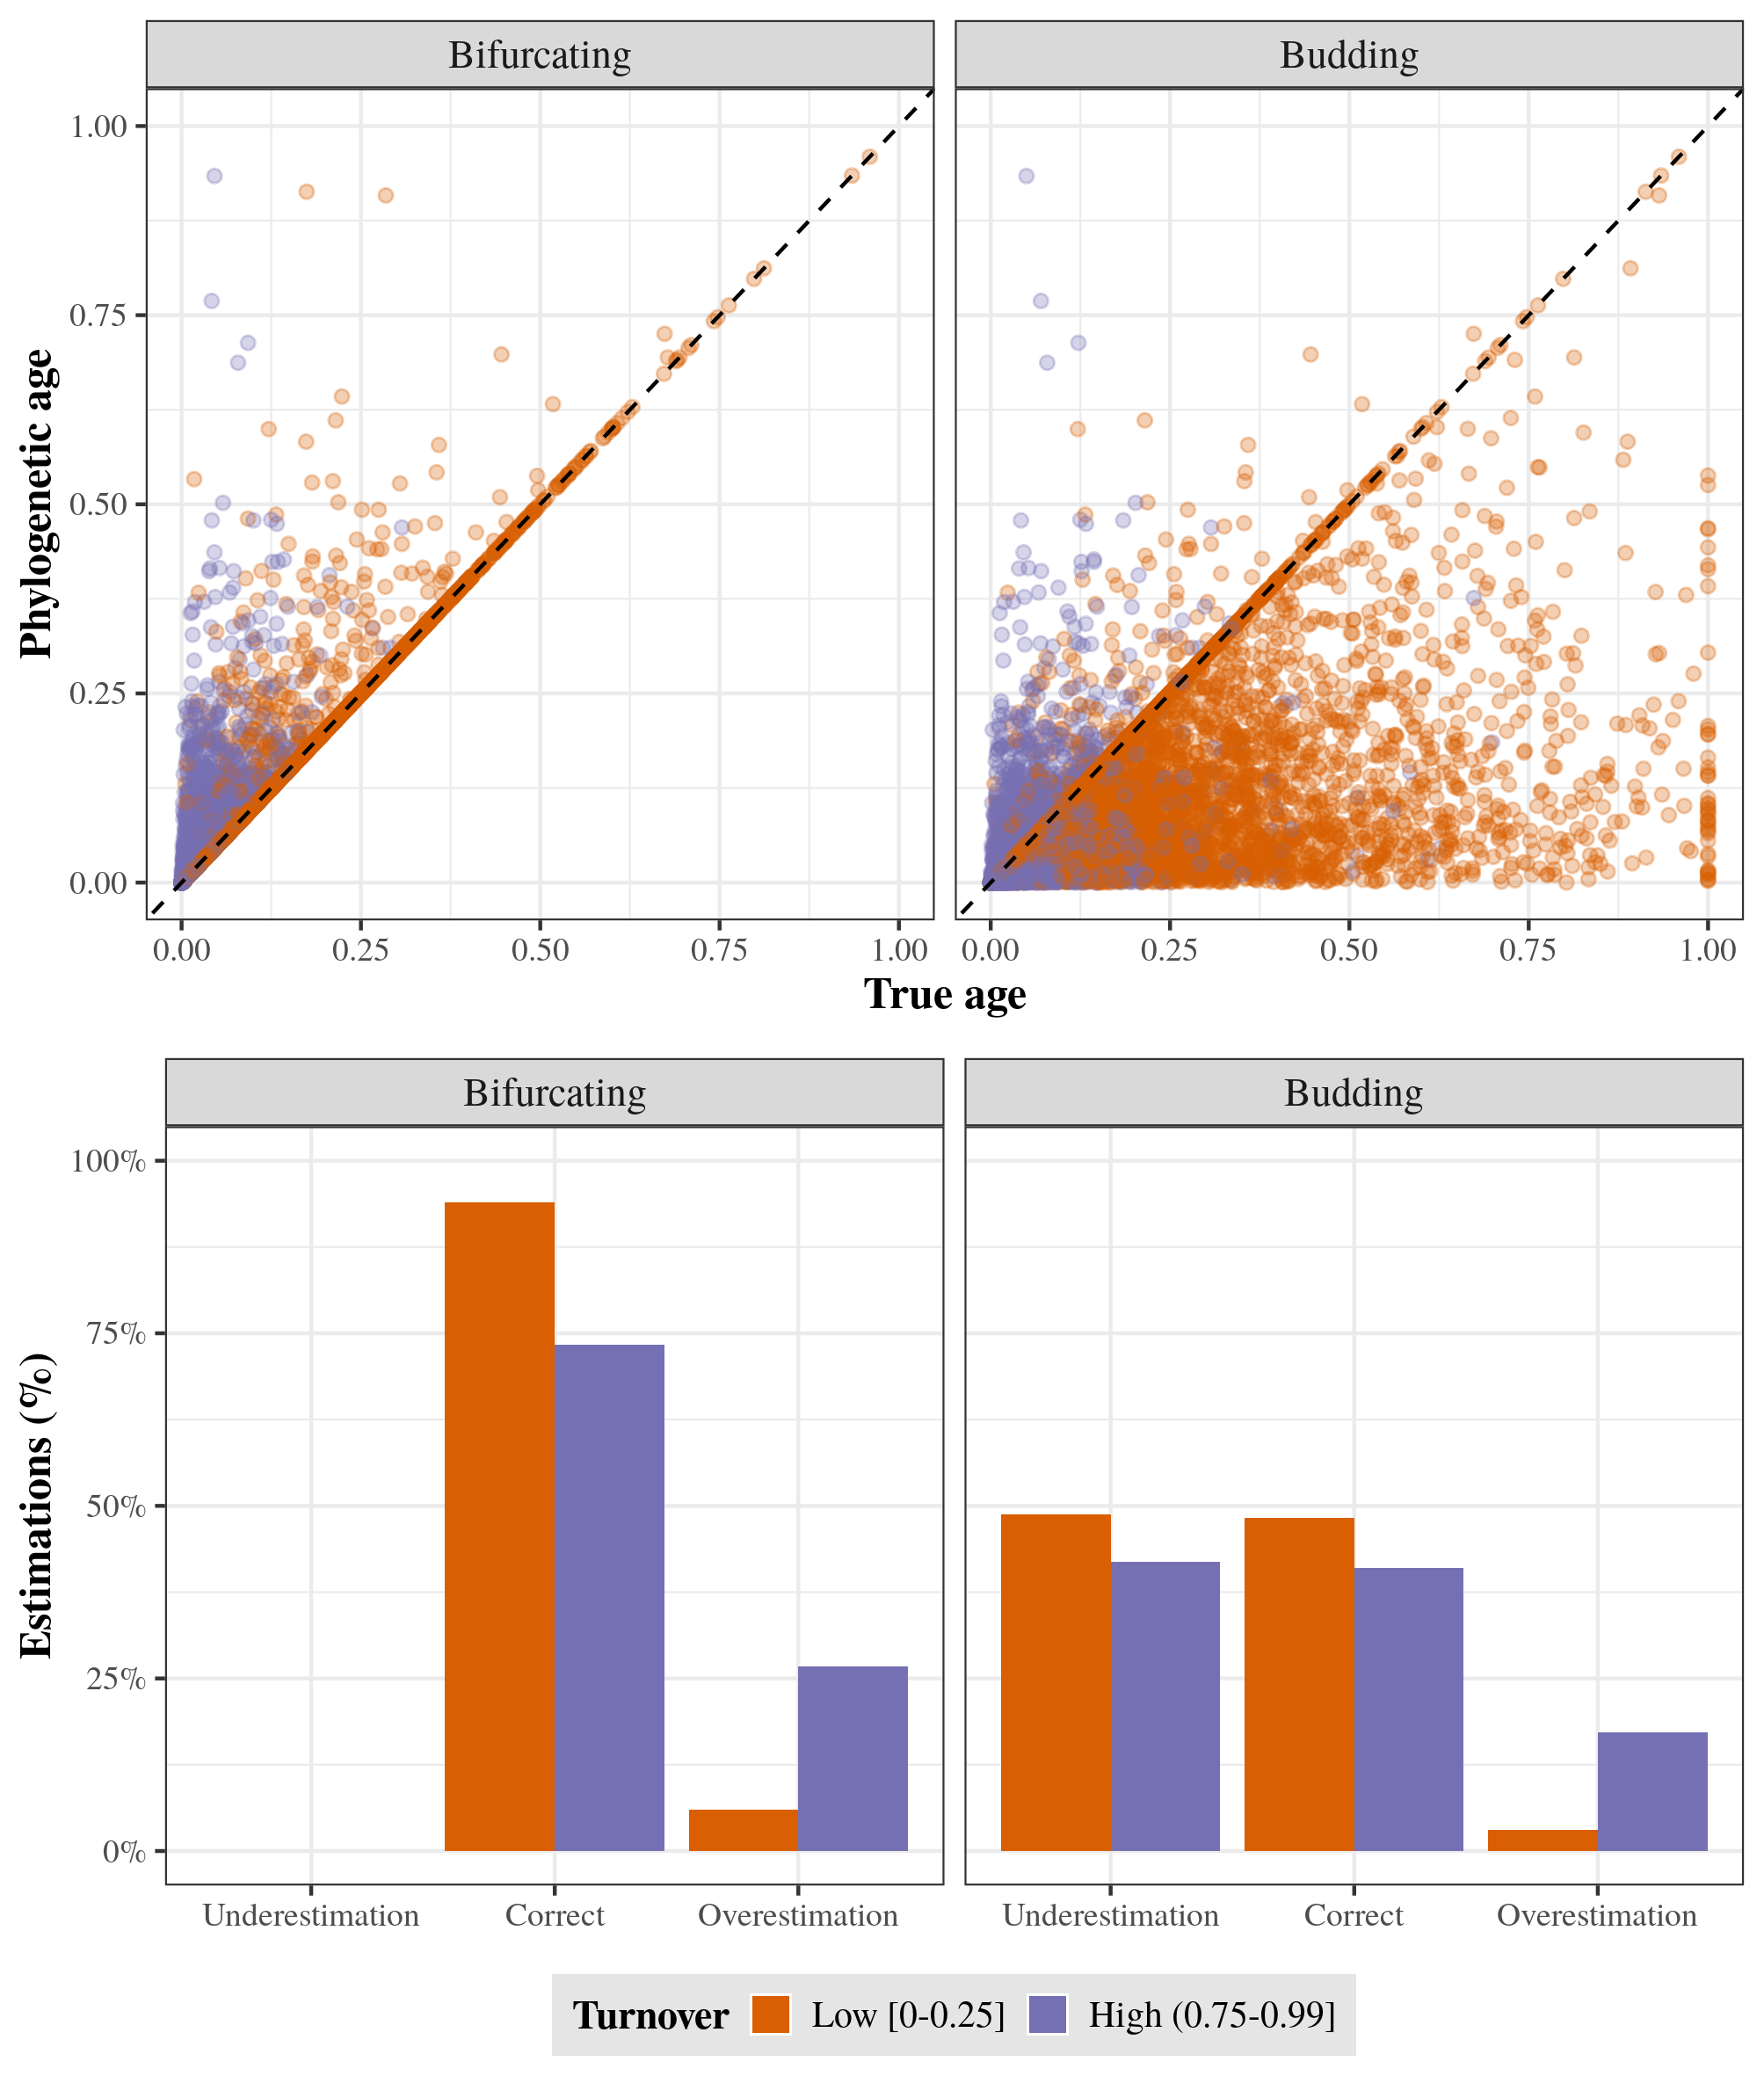 Bifurcating Budding
1.00
0.75
0.50
0.25
0.00
Phylogenetic age
0.00 0.25 0.50 0.75 1.00 0.00 0.25 0.50 0.75 1.00
True age
Bifurcating Budding
100%
75%
50%
25%
0%
Estimations (%)
Underestimation Correct Overestimation Underestimation Correct Overestimation
Turnover Low [0-0.25] High (0.75-0.99]